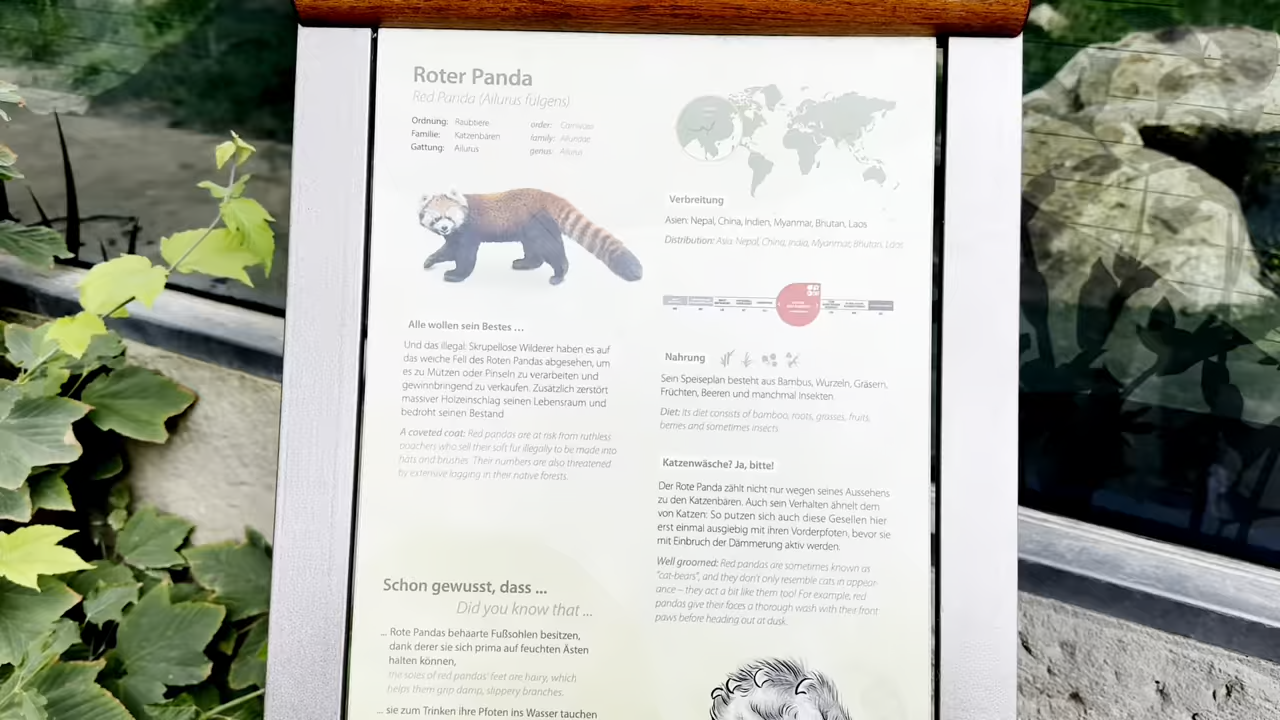 Roter Panda
Red Panda (Ailurus fulgens)
Ordnung: Raubtiere
Familie: Katzenbären
Gattung: Ailurus
order: Carnivora
family: Ailuridae
genus: Ailurus
Alle wollen sein Bestes ...
Und das illegal: Skrupellose Wilderer haben es auf
das weiche Fell des Roten Pandas abgesehen, um
es zu Mützen oder Pinseln zu verarbeiten und
gewinnbringend zu verkaufen. Zusätzlich zerstört
massiver Holzeinschlag seinen Lebensraum und
bedroht seinen Bestand
A coveted coat: Red pandas are at risk from ruthless
poachers who sell their soft fur illegally to be made into
hats and brushes. Their numbers are also threatened
by extensive logging in their native forests.
Schon gewusst, dass ...
Did you know that ...
... Rote Pandas behaarte Fußsohlen besitzen,
dank derer sie sich prima auf feuchten Ästen
halten können,
the soles of red pandas' feet are hairy, which
helps them grip damp, slippery branches.
... sie zum Trinken ihre Pfoten ins Wasser tauchen
Verbreitung
Asien: Nepal, China, Indien, Myanmar, Bhutan, Laos
Distribution: Asia: Nepal, China, India, Myanmar, Bhutan, Laos
Nahrung
Sein Speiseplan besteht aus Bambus, Wurzeln, Gräsern,
Früchten, Beeren und manchmal Insekten.
Diet: Its diet consists of bamboo, roots, grasses, fruits,
berries and sometimes insects.
Katzenwäsche? Ja, bitte!
Der Rote Panda zählt nicht nur wegen seines Aussehens
zu den Katzenbären. Auch sein Verhalten ähnelt dem
von Katzen: So putzen sich auch diese Gesellen hier
erst einmal ausgiebig mit ihren Vorderpfoten, bevor sie
mit Einbruch der Dämmerung aktiv werden.
Well groomed: Red pandas are sometimes known as
"cat-bears", and they don't only resemble cats in appear-
ance – they act a bit like them too! For example, red
pandas give their faces a thorough wash with their front
paws before heading out at dusk.